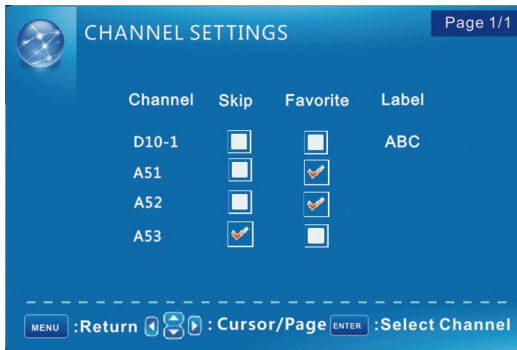 CHANNEL SETTINGS
Page 1/1
Channel Skip Favorite Label
D10-1 ABC
A51
A52
A53
MENU :Return : Cursor/Page ENTER :Select Channel